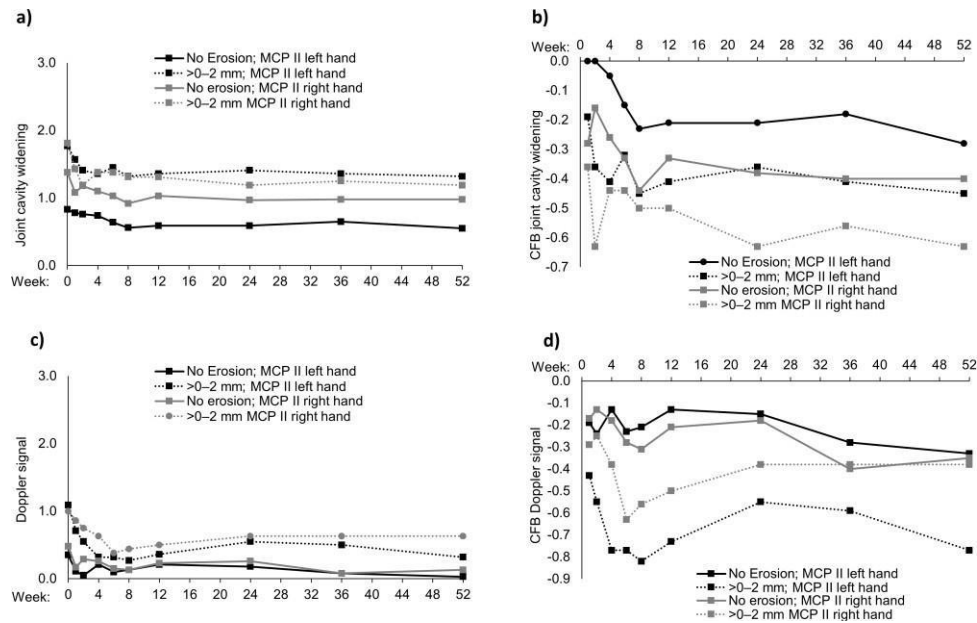 a)
No Erosion; MCP II left hand
>0–2 mm; MCP II left hand
No erosion; MCP II right hand
>0–2 mm MCP II right hand
3.0
2.0
1.0
0.0
Joint cavity widening
Week: 0 4 8 12 16 20 24 28 32 36 40 44 48 52
b)
Week: 0 4 8 12 16 20 24 28 32 36 40 44 48 52
0.0
-0.1
-0.2
-0.3
-0.4
-0.5
-0.6
-0.7
CFB joint cavity widening
No Erosion; MCP II left hand
>0–2 mm; MCP II left hand
No erosion; MCP II right hand
>0–2 mm MCP II right hand
c)
No Erosion; MCP II left hand
>0–2 mm; MCP II left hand
No erosion; MCP II right hand
>0–2 mm MCP II right hand
3.0
2.0
1.0
0.0
Doppler signal
Week: 0 4 8 12 16 20 24 28 32 36 40 44 48 52
d)
Week: 0 4 8 12 16 20 24 28 32 36 40 44 48 52
0.0
-0.1
-0.2
-0.3
-0.4
-0.5
-0.6
-0.7
-0.8
-0.9
CFB Doppler signal
No Erosion; MCP II left hand
>0–2 mm; MCP II left hand
No erosion; MCP II right hand
>0–2 mm MCP II right hand